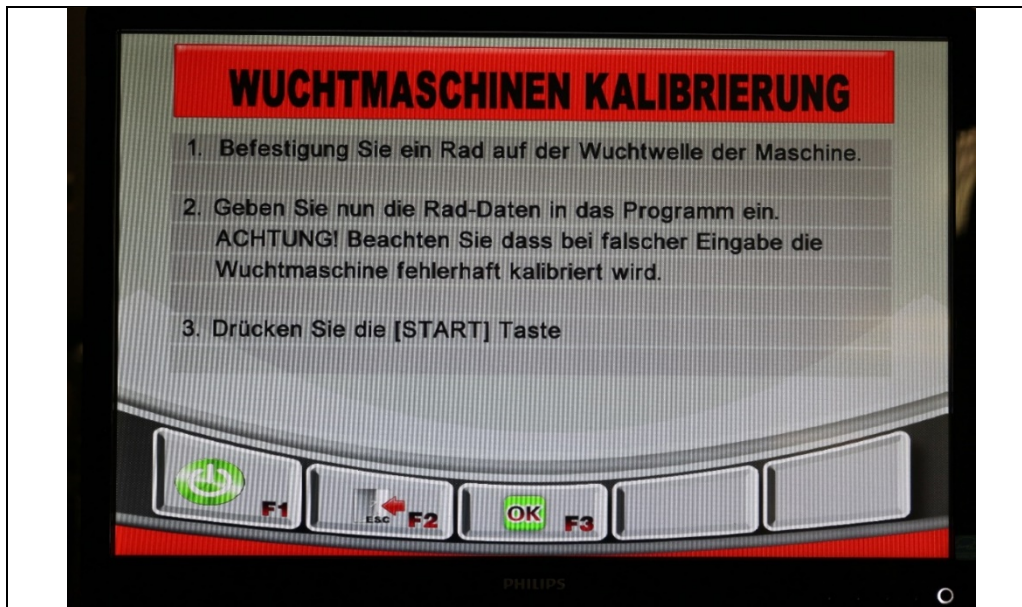 WUCHTMASCHINEN KALIBRIERUNG
1. Befestigung Sie ein Rad auf der Wuchtwelle der Maschine.
2. Geben Sie nun die Rad-Daten in das Programm ein.
ACHTUNG! Beachten Sie dass bei falscher Eingabe die
Wuchtmaschine fehlerhaft kalibriert wird.
3. Drücken Sie die [START] Taste
F1
ESC F2
OK F3
PHILIPS